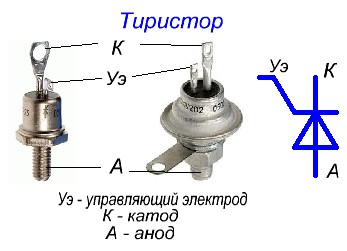 Тиристор
К
Уэ
Уэ
К
А
А
Уэ - управляющий электрод
К - катод
А - анод